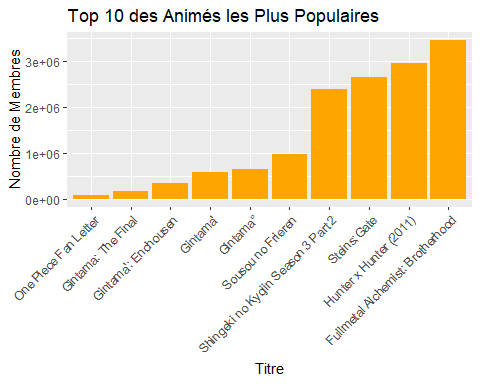 Top 10 des Animés les Plus Populaires
Nombre de Membres
3e+06
2e+06
1e+06
0e+00
One Piece Fan Letter
Gintama: The Final
Gintama': Enchousen
Gintama'
Gintama°
Sousou no Frieren
Shingeki no Kyojin Season 3 Part 2
Steins;Gate
Hunter x Hunter (2011)
Fullmetal Alchemist: Brotherhood
Titre